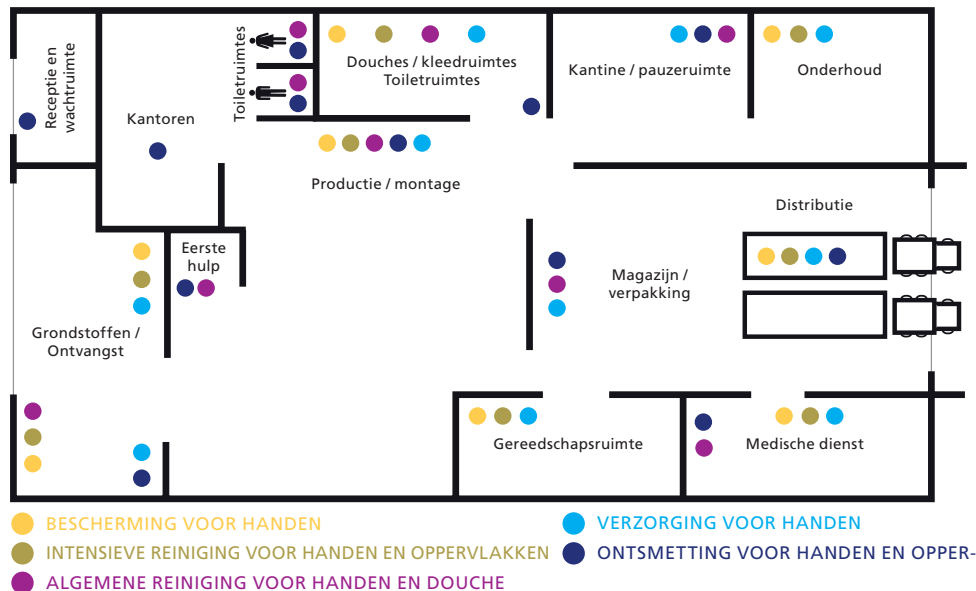 Receptie en
wachtruimte
Kantoren
Toiletruimtes
Douches / kleedruimtes
Toiletruimtes
Kantine / pauzeruimte
Onderhoud
Productie / montage
Distributie
Eerste
hulp
Magazijn /
verpakking
Grondstoffen /
Ontvangst
Gereedschapsruimte
Medische dienst
BESCHERMING VOOR HANDEN
INTENSIEVE REINIGING VOOR HANDEN EN OPPERVLAKKEN
ALGEMENE REINIGING VOOR HANDEN EN DOUCHE
VERZORGING VOOR HANDEN
ONTSMETTING VOOR HANDEN EN OPPER-